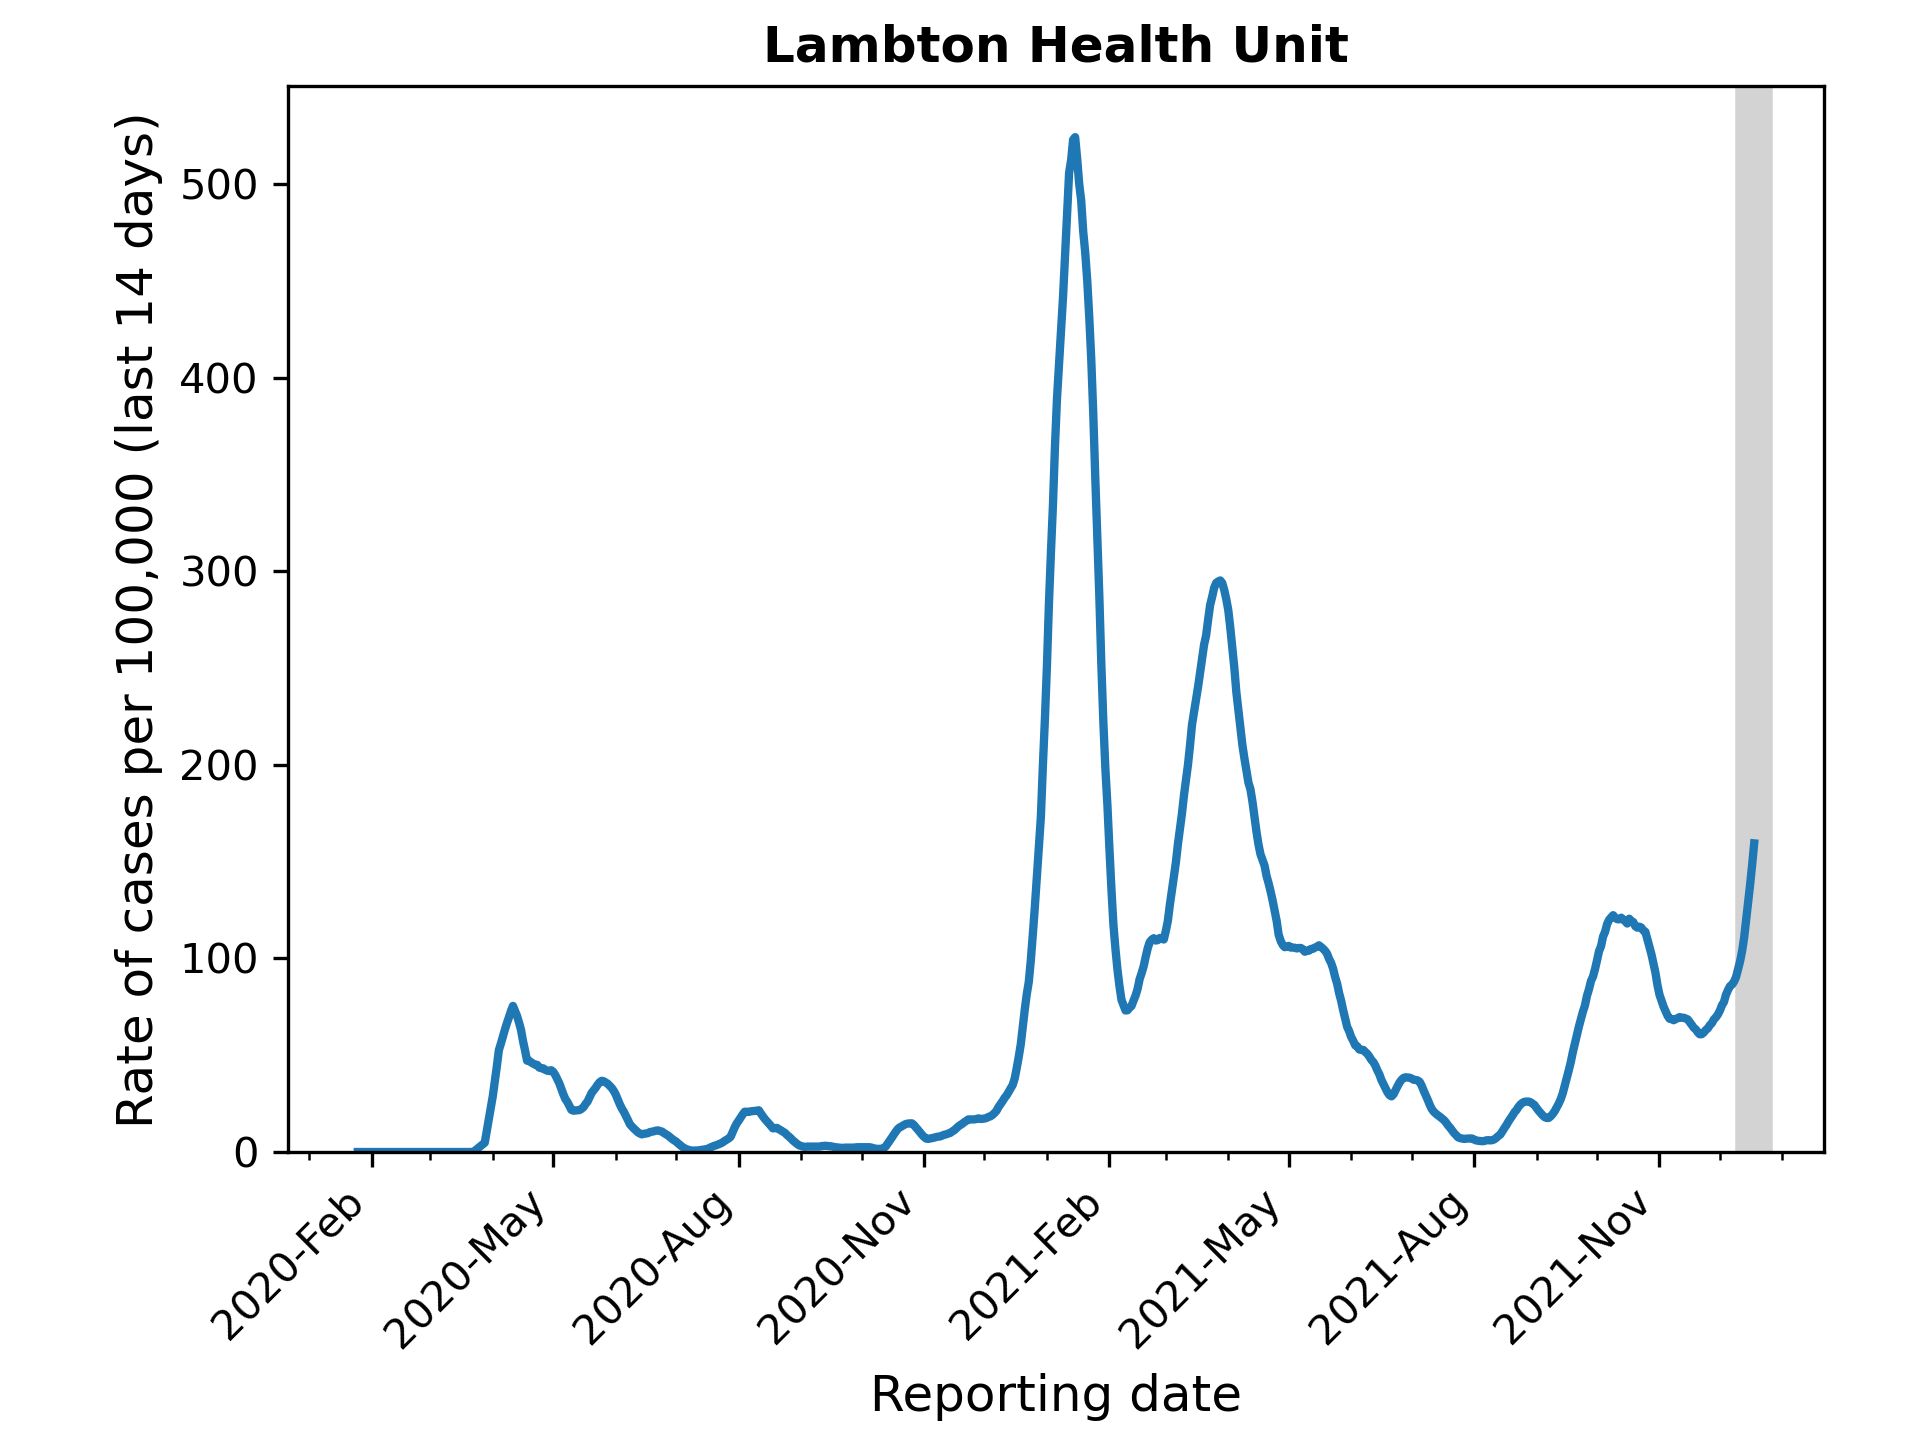 Lambton Health Unit
Rate of cases per 100,000 (last 14 days)
500
400
300
200
100
0
2020-Feb
2020-May
2020-Aug
2020-Nov
2021-Feb
2021-May
2021-Aug
2021-Nov
Reporting date